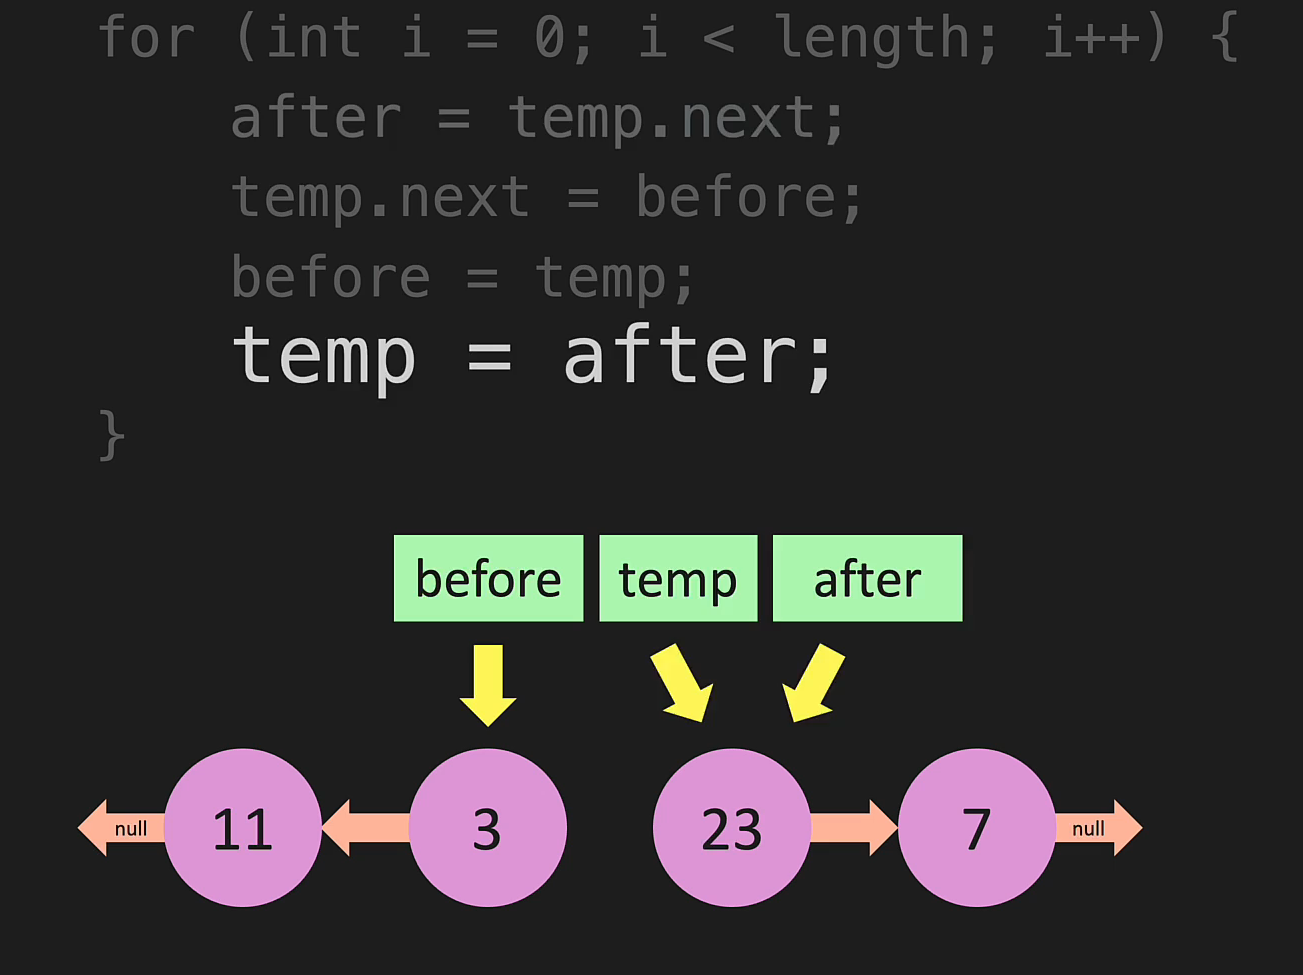 for (int i = 0; i < length; i++) {
after = temp.next;
temp.next = before;
before = temp;
temp = after;
}
before temp after
null 11 3 23 7 null